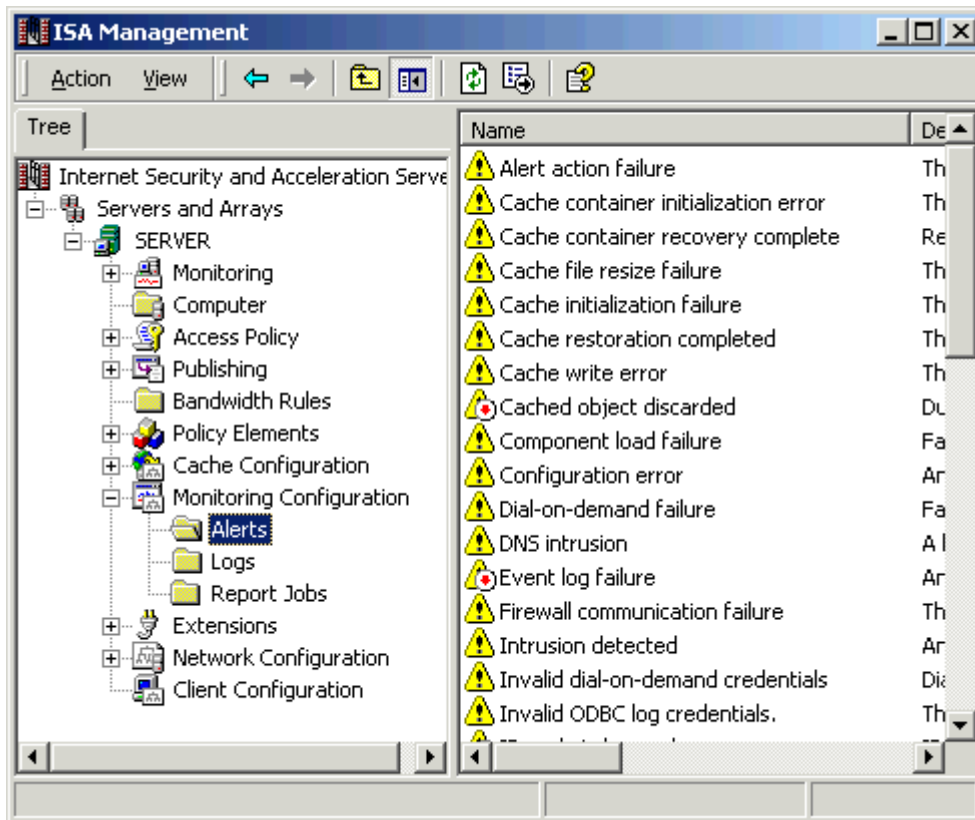 ISA Management
Action View
Tree
Internet Security and Acceleration Serve
Servers and Arrays
SERVER
Monitoring
Computer
Access Policy
Publishing
Bandwidth Rules
Policy Elements
Cache Configuration
Monitoring Configuration
Alerts
Logs
Report Jobs
Extensions
Network Configuration
Client Configuration
Name De
Alert action failure Th
Cache container initialization error Th
Cache container recovery complete Re
Cache file resize failure Th
Cache initialization failure Th
Cache restoration completed Th
Cache write error Th
Cached object discarded Du
Component load failure Fa
Configuration error Ar
Dial-on-demand failure Fa
DNS intrusion A
Event log failure Ar
Firewall communication failure Th
Intrusion detected Ar
Invalid dial-on-demand credentials Dia
Invalid ODBC log credentials. Th